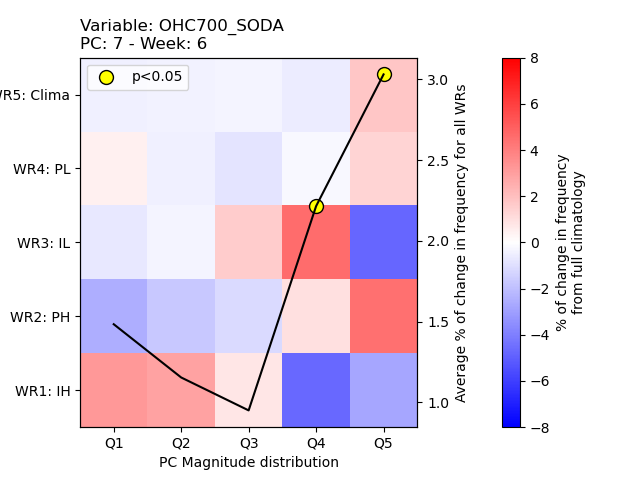 Variable: OHC700_SODA
PC: 7 - Week: 6
p<0.05
WR5: Clima
WR4: PL
WR3: IL
WR2: PH
WR1: IH
Q1 Q2 Q3 Q4 Q5
PC Magnitude distribution
3.0
2.5
2.0
1.5
1.0
Average % of change in frequency for all WRs
8
6
4
2
0
−2
−4
−6
−8
% of change in frequency
from full climatology